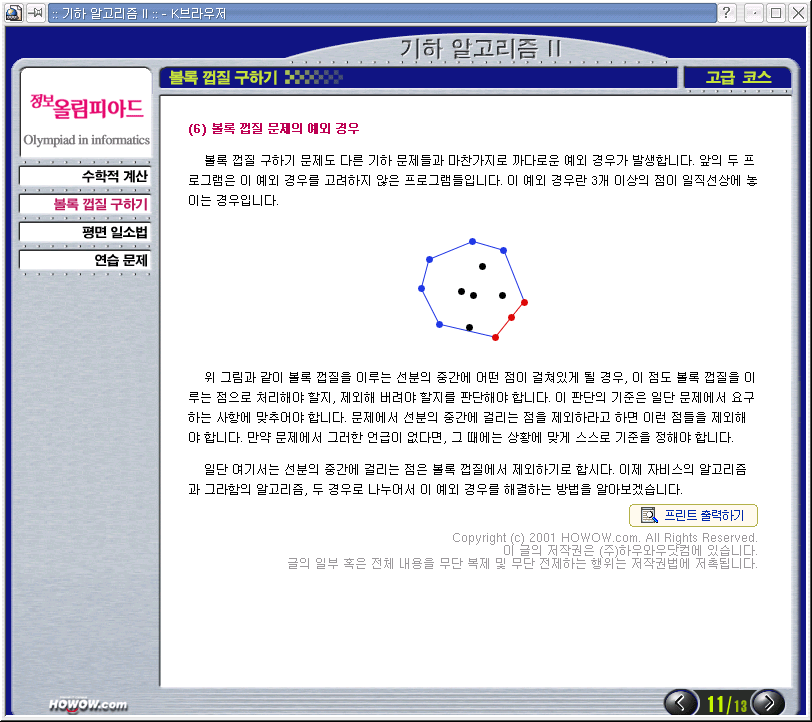 :: 기하 알고리즘 II :: - K브라우저
기하 알고리즘 II
정보올림피아드
Olympiad in informatics
수학적 계산
볼록 껍질 구하기
평면 일소법
연습 문제
볼록 껍질 구하기
고급 코스
(6) 볼록 껍질 문제의 예외 경우
볼록 껍질 구하기 문제도 다른 기하 문제들과 마찬가지로 까다로운 예외 경우가 발생합니다. 앞의 두 프
로그램은 이 예외 경우를 고려하지 않은 프로그램들입니다. 이 예외 경우란 3개 이상의 점이 일직선상에 놓
이는 경우입니다.
위 그림과 같이 볼록 껍질을 이루는 선분의 중간에 어떤 점이 걸쳐있게 될 경우, 이 점도 볼록 껍질을 이
루는 점으로 처리해야 할지, 제외해 버려야 할지를 판단해야 합니다. 이 판단의 기준은 일단 문제에서 요구
하는 사항에 맞추어야 합니다. 문제에서 선분의 중간에 걸리는 점을 제외하라고 하면 이런 점들을 제외해
야 합니다. 만약 문제에서 그러한 언급이 없다면, 그 때에는 상황에 맞게 스스로 기준을 정해야 합니다.
일단 여기서는 선분의 중간에 걸리는 점은 볼록 껍질에서 제외하기로 합시다. 이제 자비스의 알고리즘
과 그라함의 알고리즘, 두 경우로 나누어서 이 예외 경우를 해결하는 방법을 알아보겠습니다.
프린트 출력하기
Copyright (c) 2001 HOWOW.com. All Rights Reserved.
이 글의 저작권은 (주)하우와우닷컴에 있습니다.
글의 일부 혹은 전체 내용을 무단 복제 및 무단 전제하는 행위는 저작권법에 저촉됩니다.
HOWOW.com
11/13